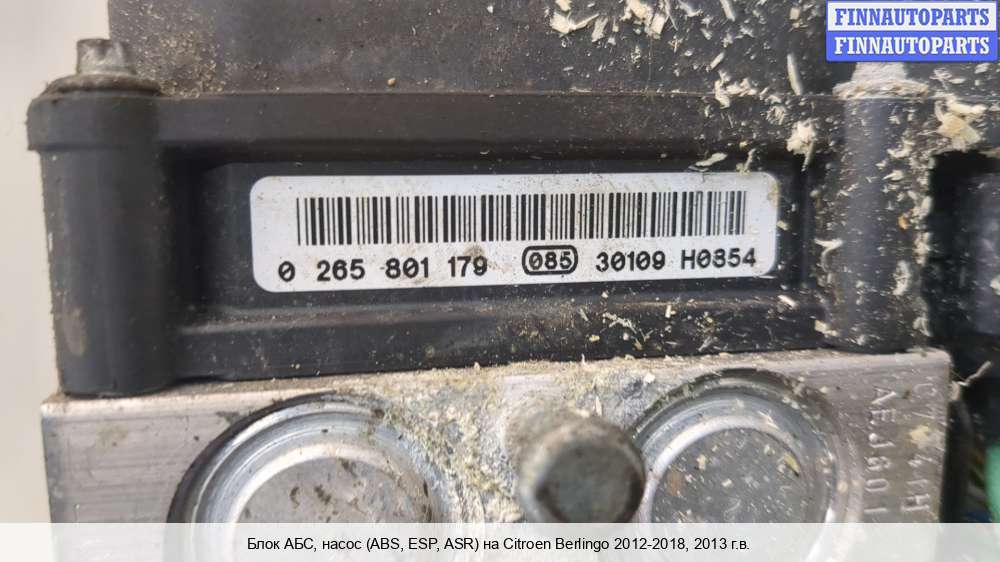 FINNAUTOPARTS
FINNAUTOPARTS
0 265 801 179 085 30109 H0354
Блок АБС, насос (ABS, ESP, ASR) на Citroen Berlingo 2012-2018, 2013 г.в.